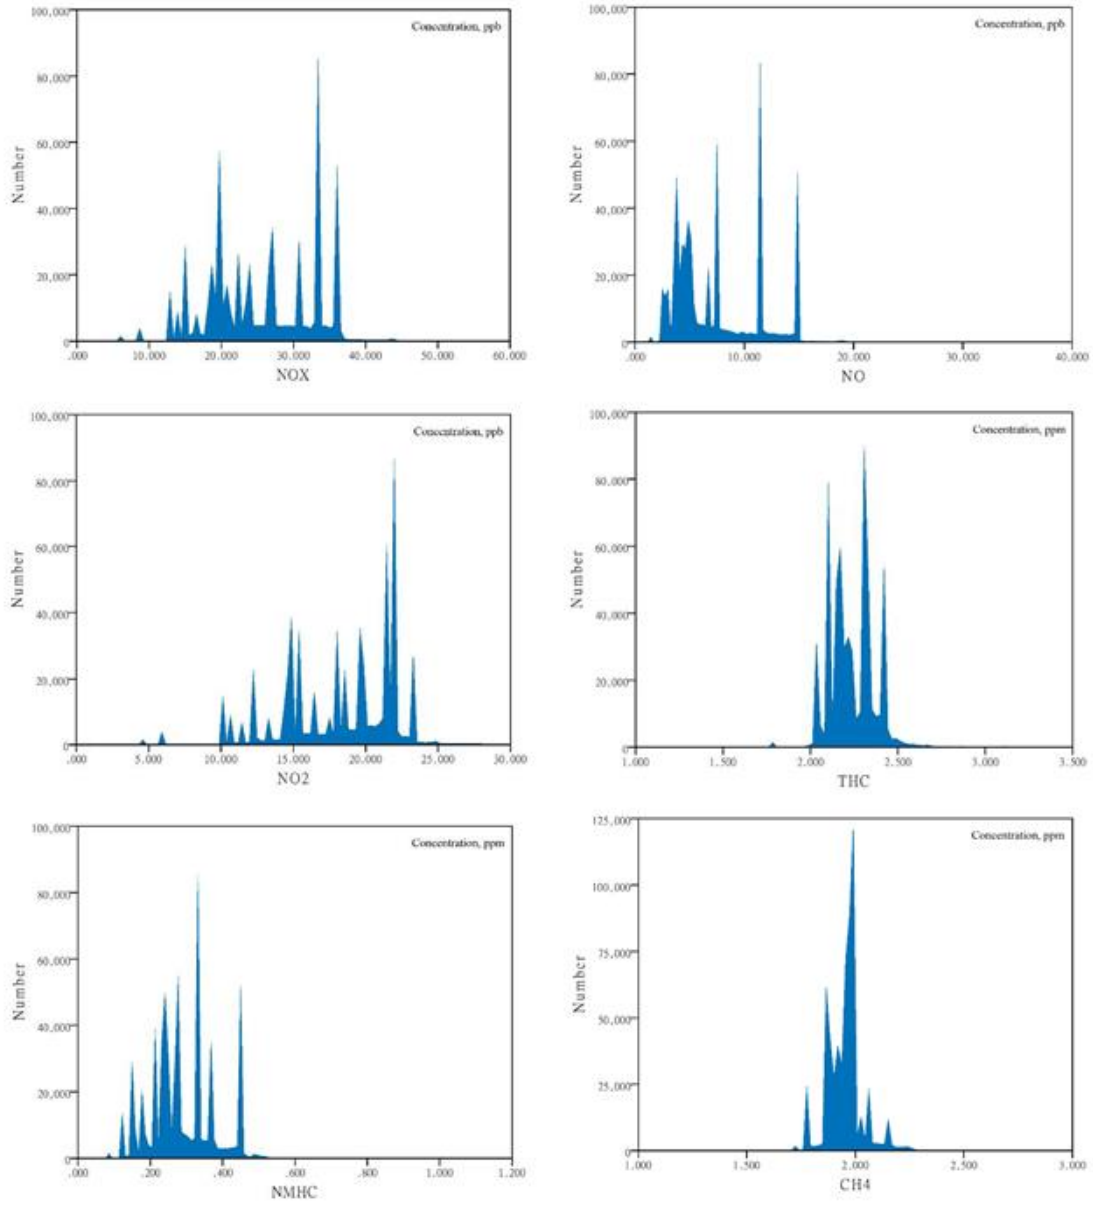 100,000
Concentration, ppb
80,000
60,000
Number
40,000
20,000
0
.000 10.000 20.000 30.000 40.000 50.000 60.000
NOX
100,000
Concentration, ppb
80,000
60,000
Number
40,000
20,000
0
.000 10.000 20.000 30.000 40.000
NO
100,000
Concentration, ppb
80,000
60,000
Number
40,000
20,000
0
.000 5.000 10.000 15.000 20.000 25.000 30.000
NO2
100,000
Concentration, ppm
80,000
60,000
Number
40,000
20,000
0
1.000 1.500 2.000 2.500 3.000 3.500
THC
100,000
Concentration, ppm
80,000
60,000
Number
40,000
20,000
0
.000 .200 .400 .600 .800 1.000 1.200
NMHC
125,000
Concentration, ppm
100,000
75,000
Number
50,000
25,000
0
1.000 1.500 2.000 2.500 3.000
CH4